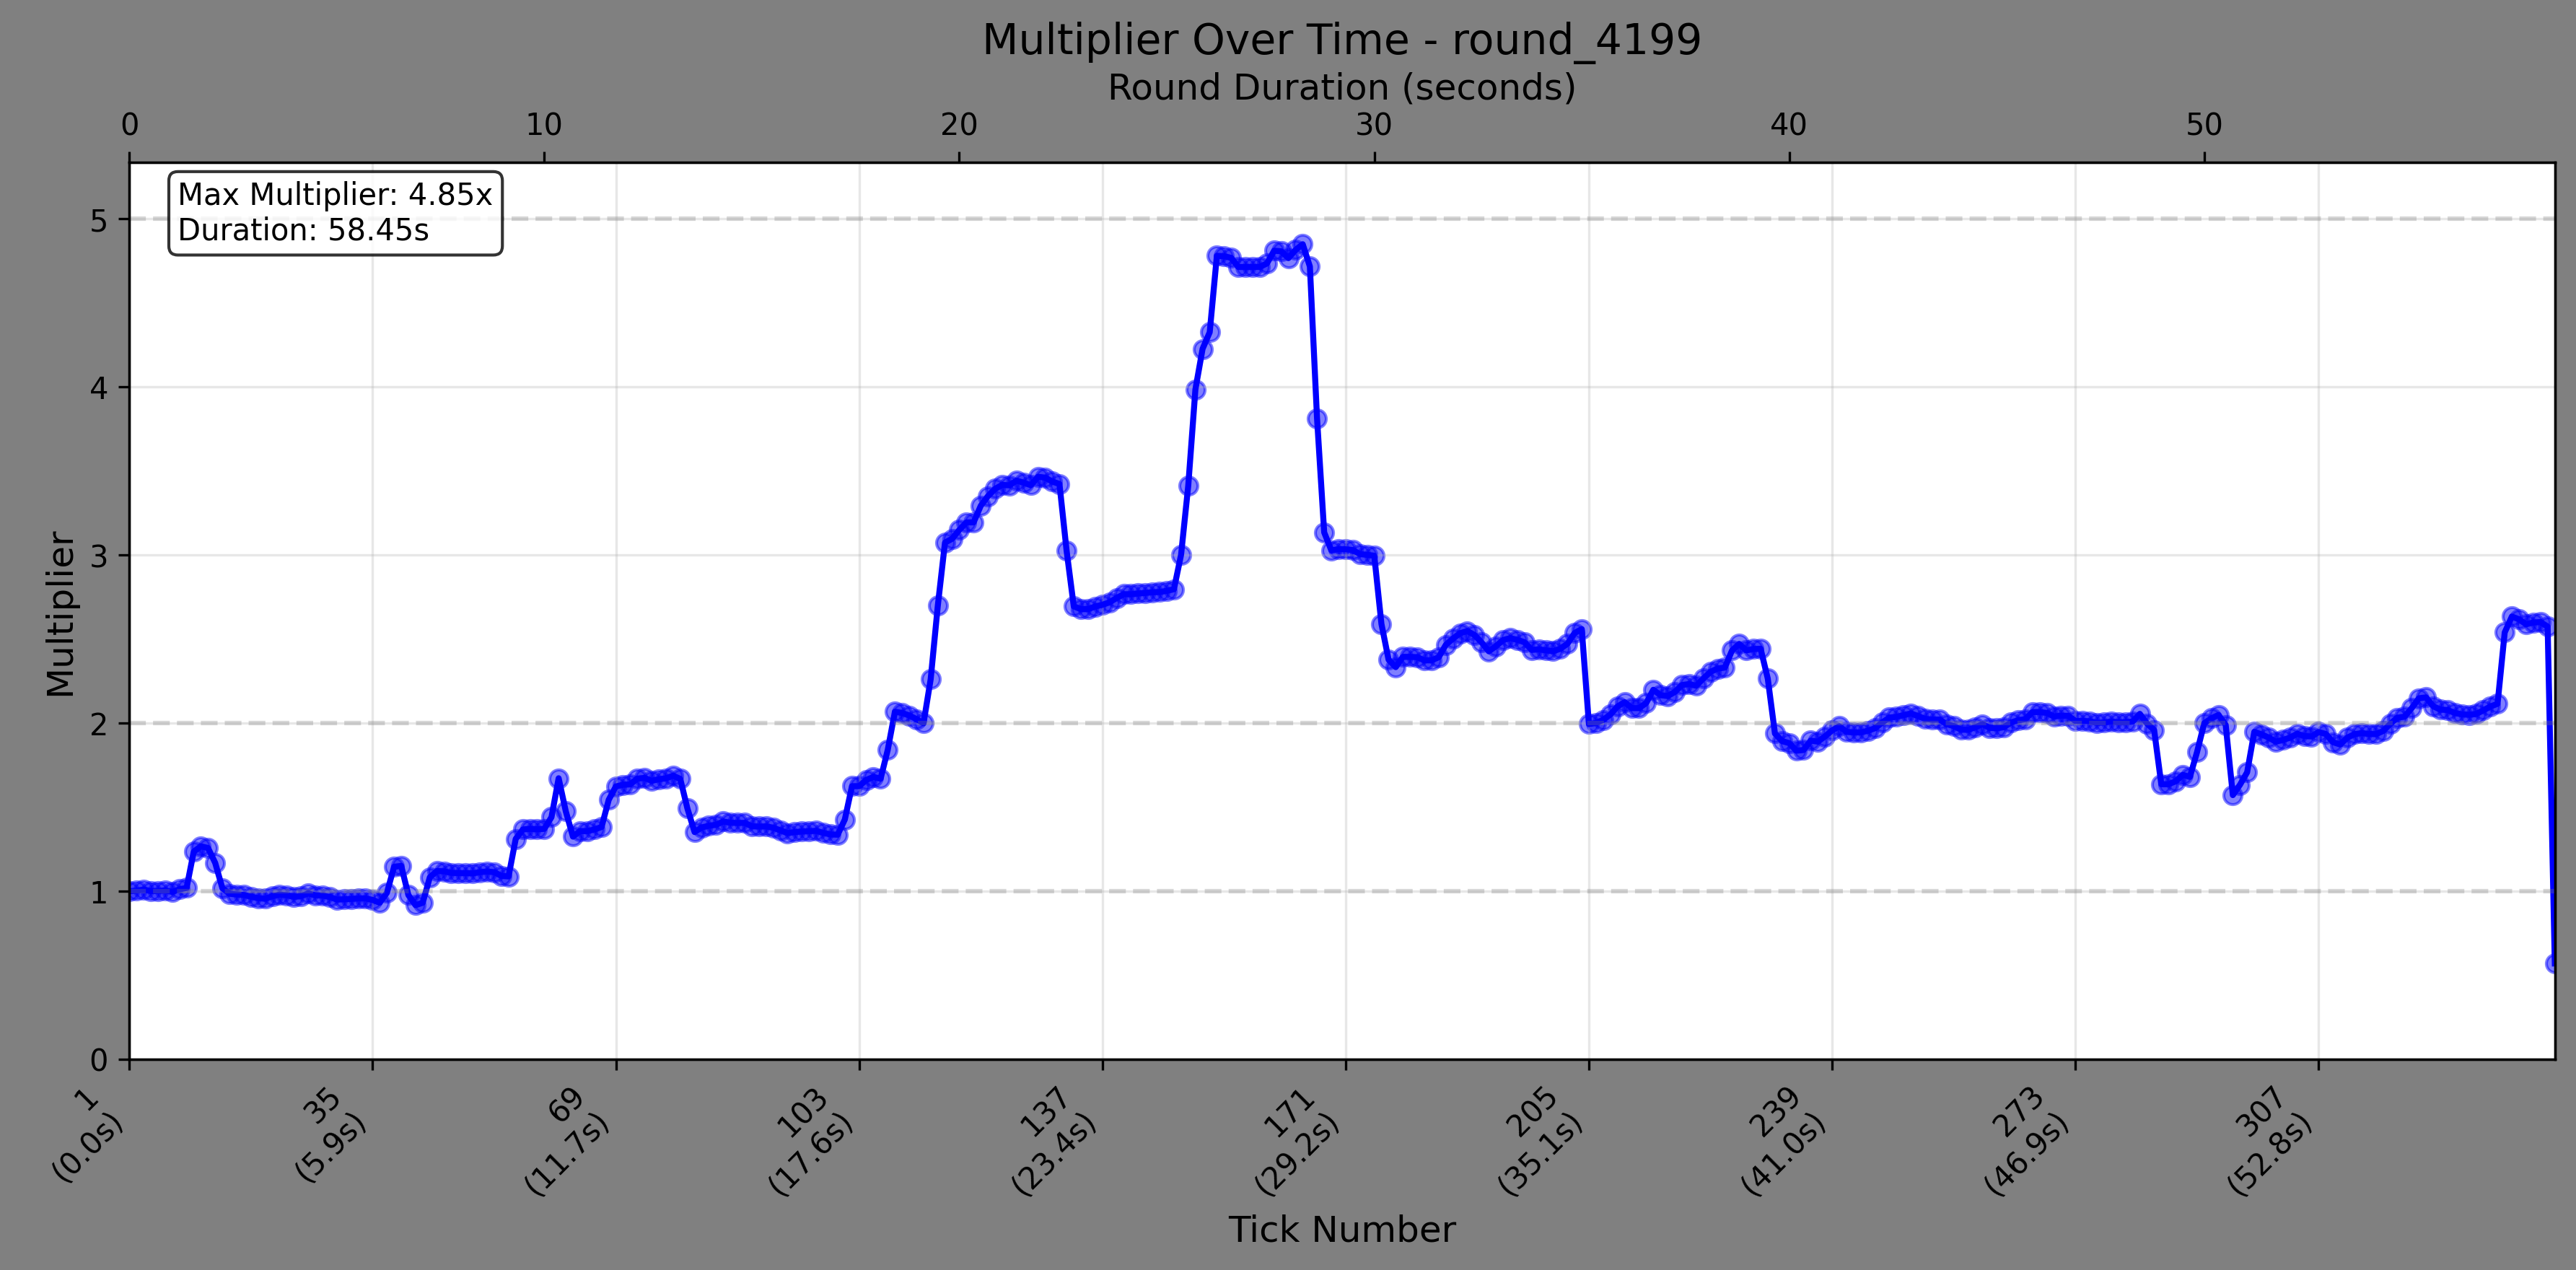 Multiplier Over Time - round_4199
Round Duration (seconds)
0 10 20 30 40 50
Max Multiplier: 4.85x
Duration: 58.45s
5
4
3
2
1
0
Multiplier
1
(0.0s)
35
(5.9s)
69
(11.7s)
103
(17.6s)
137
(23.4s)
171
(29.2s)
205
(35.1s)
239
(41.0s)
273
(46.9s)
307
(52.8s)
Tick Number